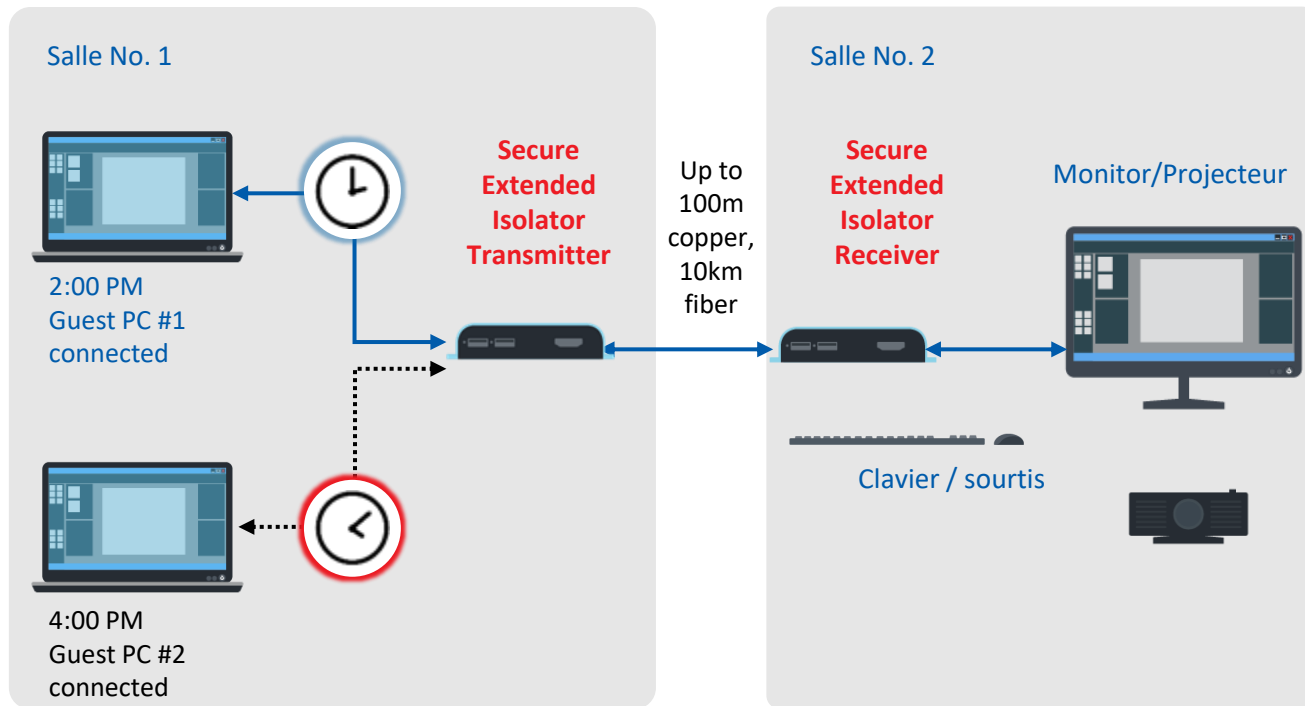 Salle No. 1
Secure
Extended
Isolator
Transmitter
2:00 PM
Guest PC #1
connected
4:00 PM
Guest PC #2
connected
Up to
100m
copper,
10km
fiber
Salle No. 2
Secure
Extended
Isolator
Receiver
Monitor/Projecteur
Clavier / sourtis